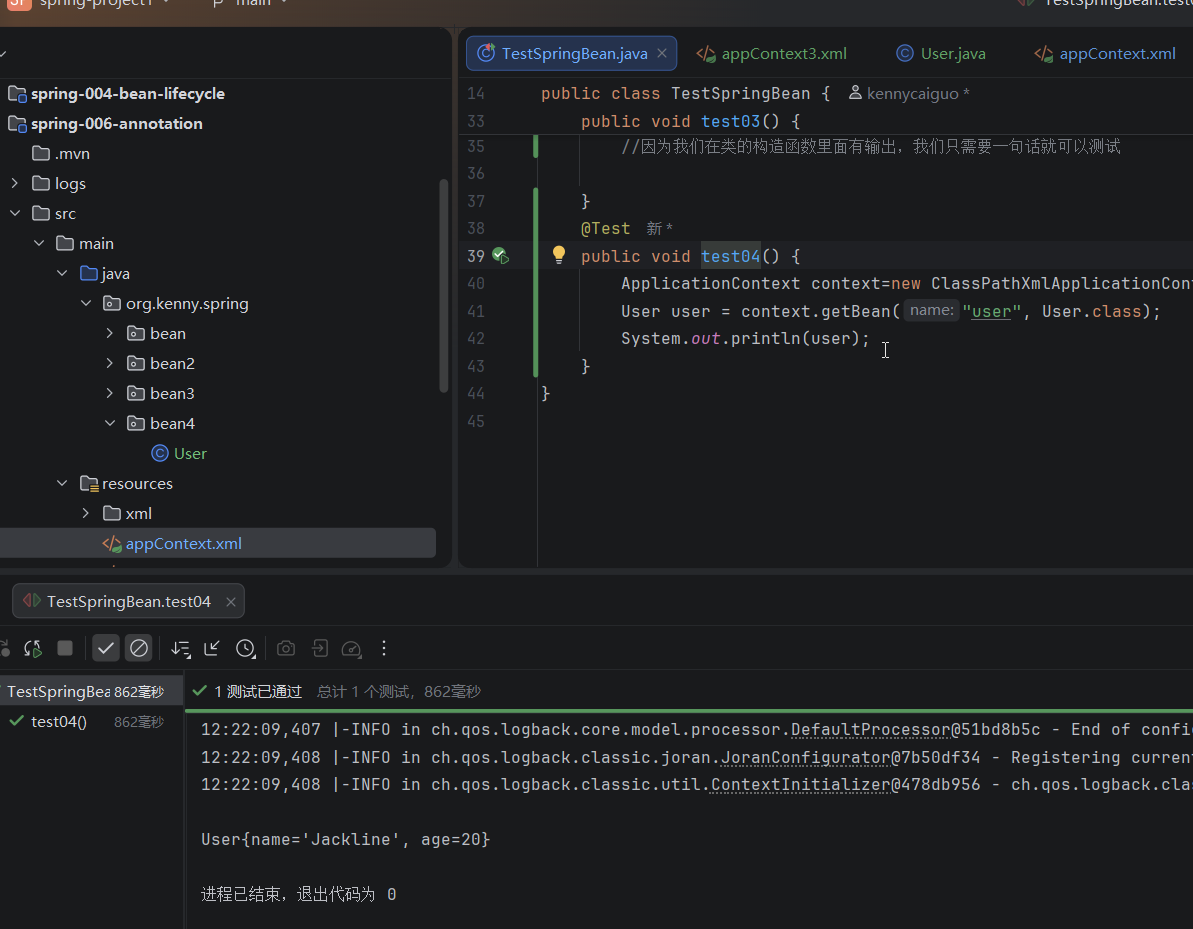 spring-project1
main
TestSpringBean.test0
spring-004-bean-lifecycle
spring-006-annotation
.mvn
logs
src
main
java
org.kenny.spring
bean
bean2
bean3
bean4
User
resources
xml
appContext.xml
TestSpringBean.java
appContext3.xml
User.java
appContext.xml
14 public class TestSpringBean { kennycaiguo *
33 public void test03() {
35 //因为我们在类的构造函数里面有输出，我们只需要一句话就可以测试
36
37 }
38 @Test 新 *
39 public void test04() {
40 ApplicationContext context=new ClassPathXmlApplicationCon
41 User user = context.getBean( name: "user", User.class);
42 System.out.println(user);
43 }
44 }
45
TestSpringBean.test04
TestSpringBea 862毫秒
test04() 862毫秒
1 测试已通过 总计 1 个测试，862毫秒
12:22:09,407 |-INFO in ch.qos.logback.core.model.processor.DefaultProcessor@51bd8b5c - End of confi
12:22:09,408 |-INFO in ch.qos.logback.classic.joran.JoranConfigurator@7b50df34 - Registering curren
12:22:09,408 |-INFO in ch.qos.logback.classic.util.ContextInitializer@478db956 - ch.qos.logback.clas
User{name='Jackline', age=20}
进程已结束，退出代码为 0